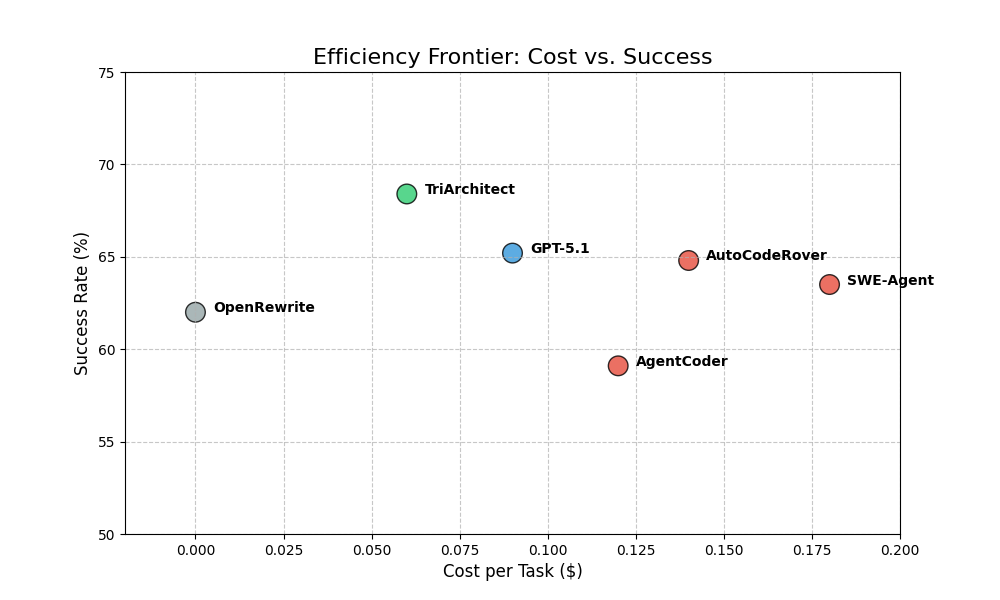 Efficiency Frontier: Cost vs. Success
75
70
65
60
55
50
Success Rate (%)
TriArchitect
GPT-5.1
AutoCodeRover
SWE-Agent
OpenRewrite
AgentCoder
0.000 0.025 0.050 0.075 0.100 0.125 0.150 0.175 0.200
Cost per Task ($)